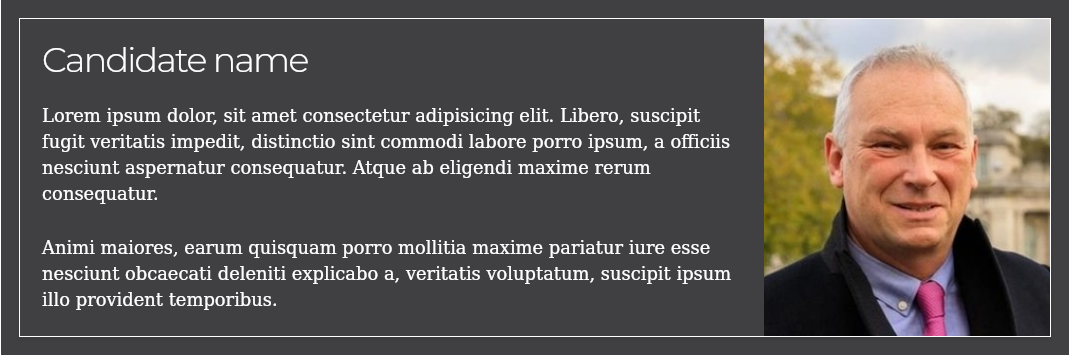 Candidate name
Lorem ipsum dolor, sit amet consectetur adipisicing elit. Libero, suscipit
fugit veritatis impedit, distinctio sint commodi labore porro ipsum, a officiis
nesciunt aspernatur consequatur. Atque ab eligendi maxime rerum
consequatur.
Animi maiores, earum quisquam porro mollitia maxime pariatur iure esse
nesciunt obcaecati deleniti explicabo a, veritatis voluptatum, suscipit ipsum
illo provident temporibus.